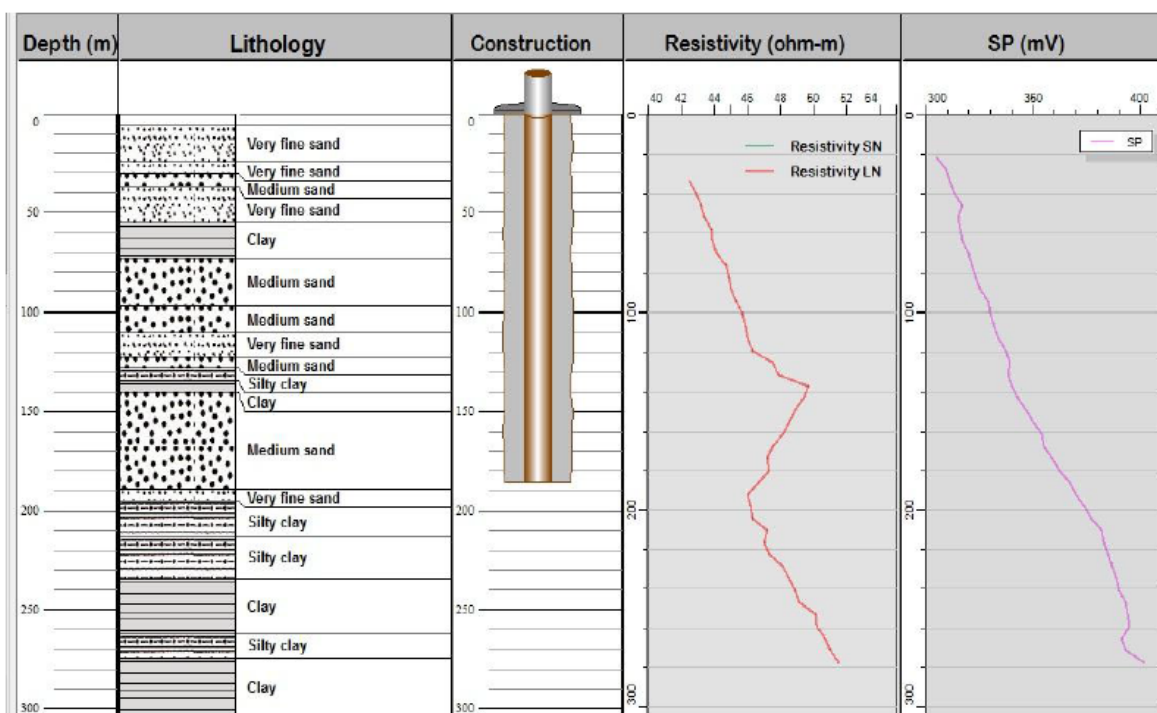 Depth (m) Lithology Construction Resistivity (ohm-m) SP (mV)
40 42 44 46 48 50 52 54
300 360 400
0 0 0 0
Very fine sand
Resistivity SN
SP
Very fine sand
Resistivity LN
Medium sand
50 Very fine sand 50
Clay
Medium sand
100 Medium sand 100 100 100
Very fine sand
Medium sand
Silty clay
Clay
150 150
Medium sand
Very fine sand
200 200 200 200
Silty clay
Silty clay
250 250
Clay
Silty clay
Clay
300 300 300 300